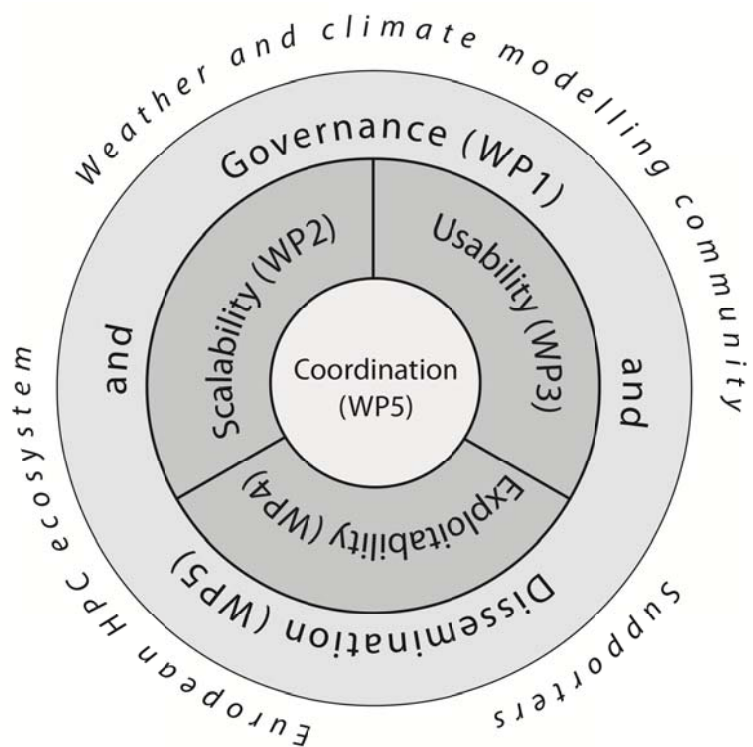 Weather and climate modelling community
Governance (WP1)
and
and
Scalability (WP2)
Usability (WP3)
Coordination
(WP5)
Exploitability (WP4)
Dissemination (WP5)
European HPC ecosystem
Supporters